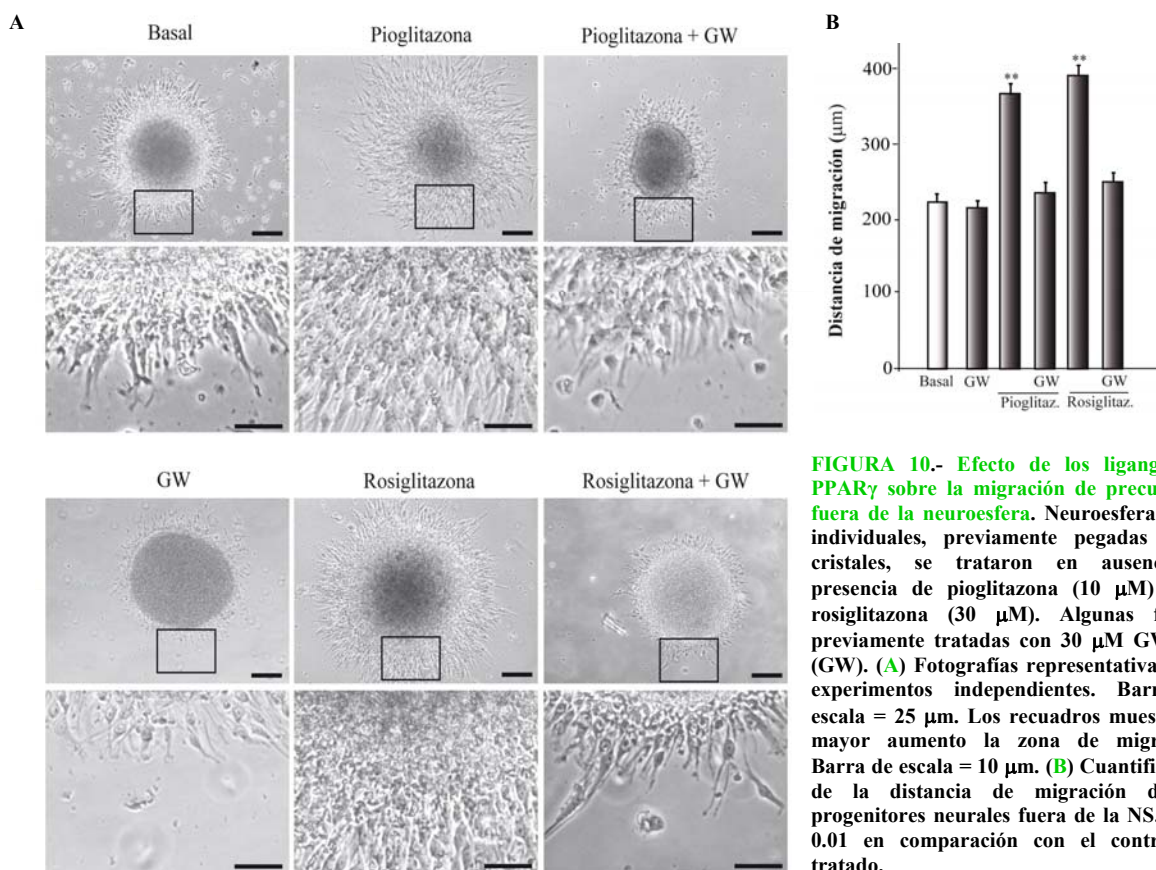 A
Basal
Pioglitazona
Pioglitazona + GW
GW
Rosiglitazona
Rosiglitazona + GW
B
Distancia de migración (μm)
400
300
200
100
0
**
**
Basal
GW
GW
GW
Pioglitaz.
Rosiglitaz.
FIGURA 10.- Efecto de los ligang
PPARγ sobre la migración de precu
fuera de la neuroesfera. Neuroesfera
individuales, previamente pegadas
cristales, se trataron en ausen
presencia de pioglitazona (10 μM)
rosiglitazona (30 μM). Algunas f
previamente tratadas con 30 μM GV
(GW). (A) Fotografías representativa
experimentos independientes. Barr
escala = 25 μm. Los recuadros mues
mayor aumento la zona de migr
Barra de escala = 10 μm. (B) Cuantifi
de la distancia de migración d
progenitores neurales fuera de la NS.
0.01 en comparación con el contr
tratado.